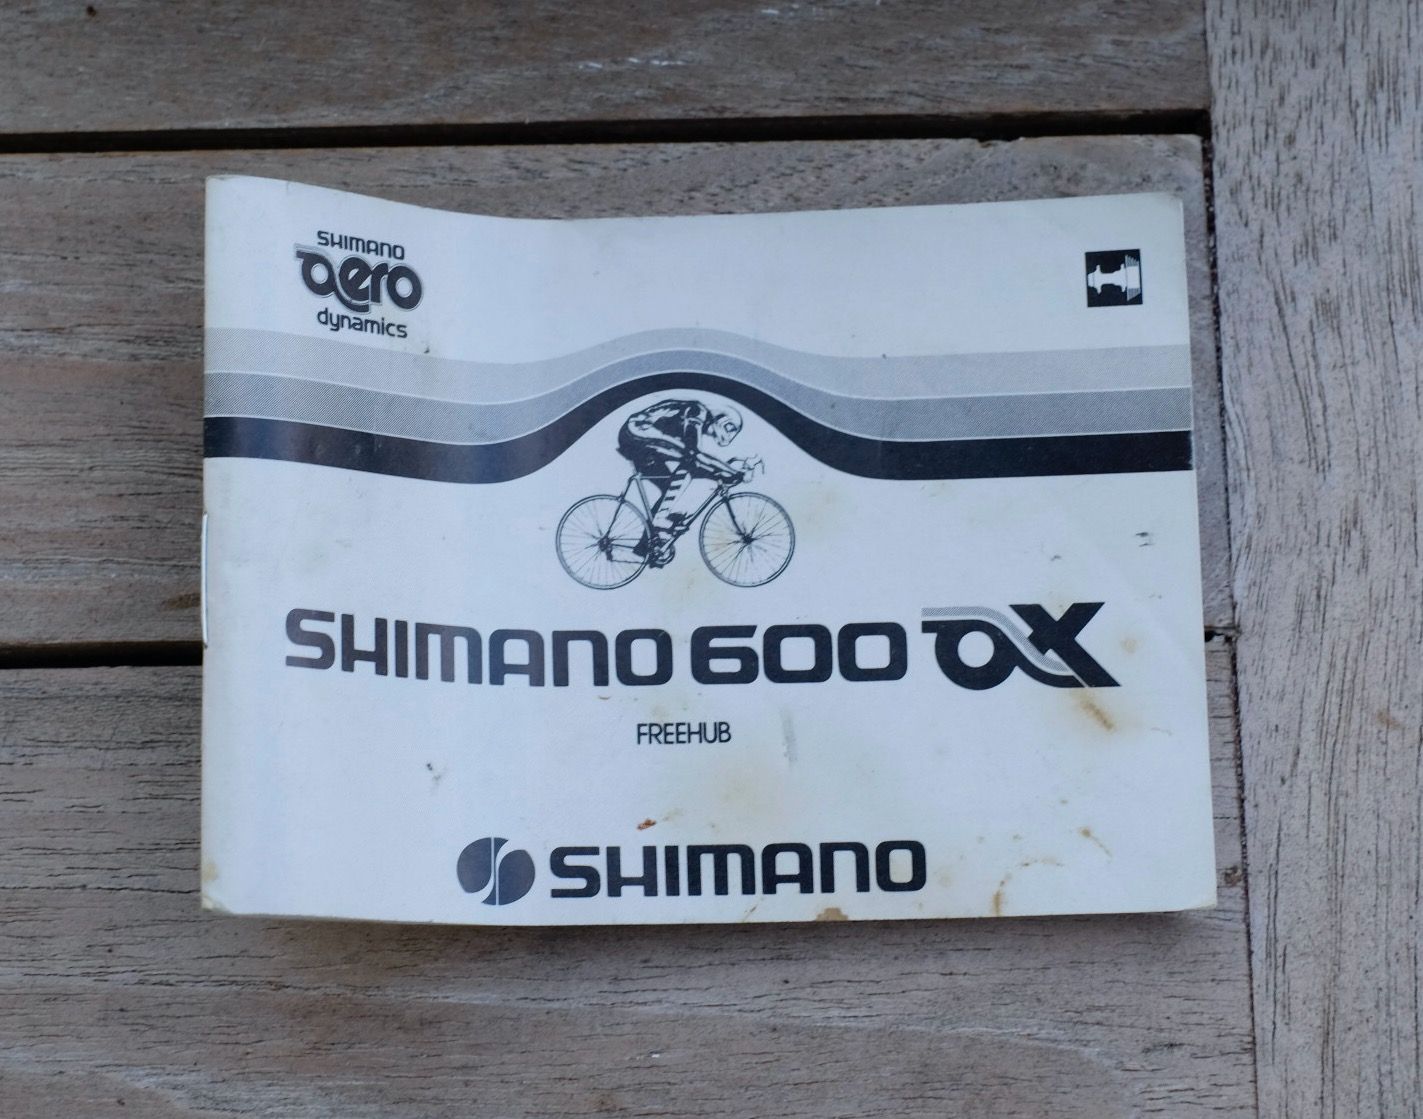 SHIMANO
aero
dynamics
SHIMANO 600 AX
FREEHUB
SHIMANO